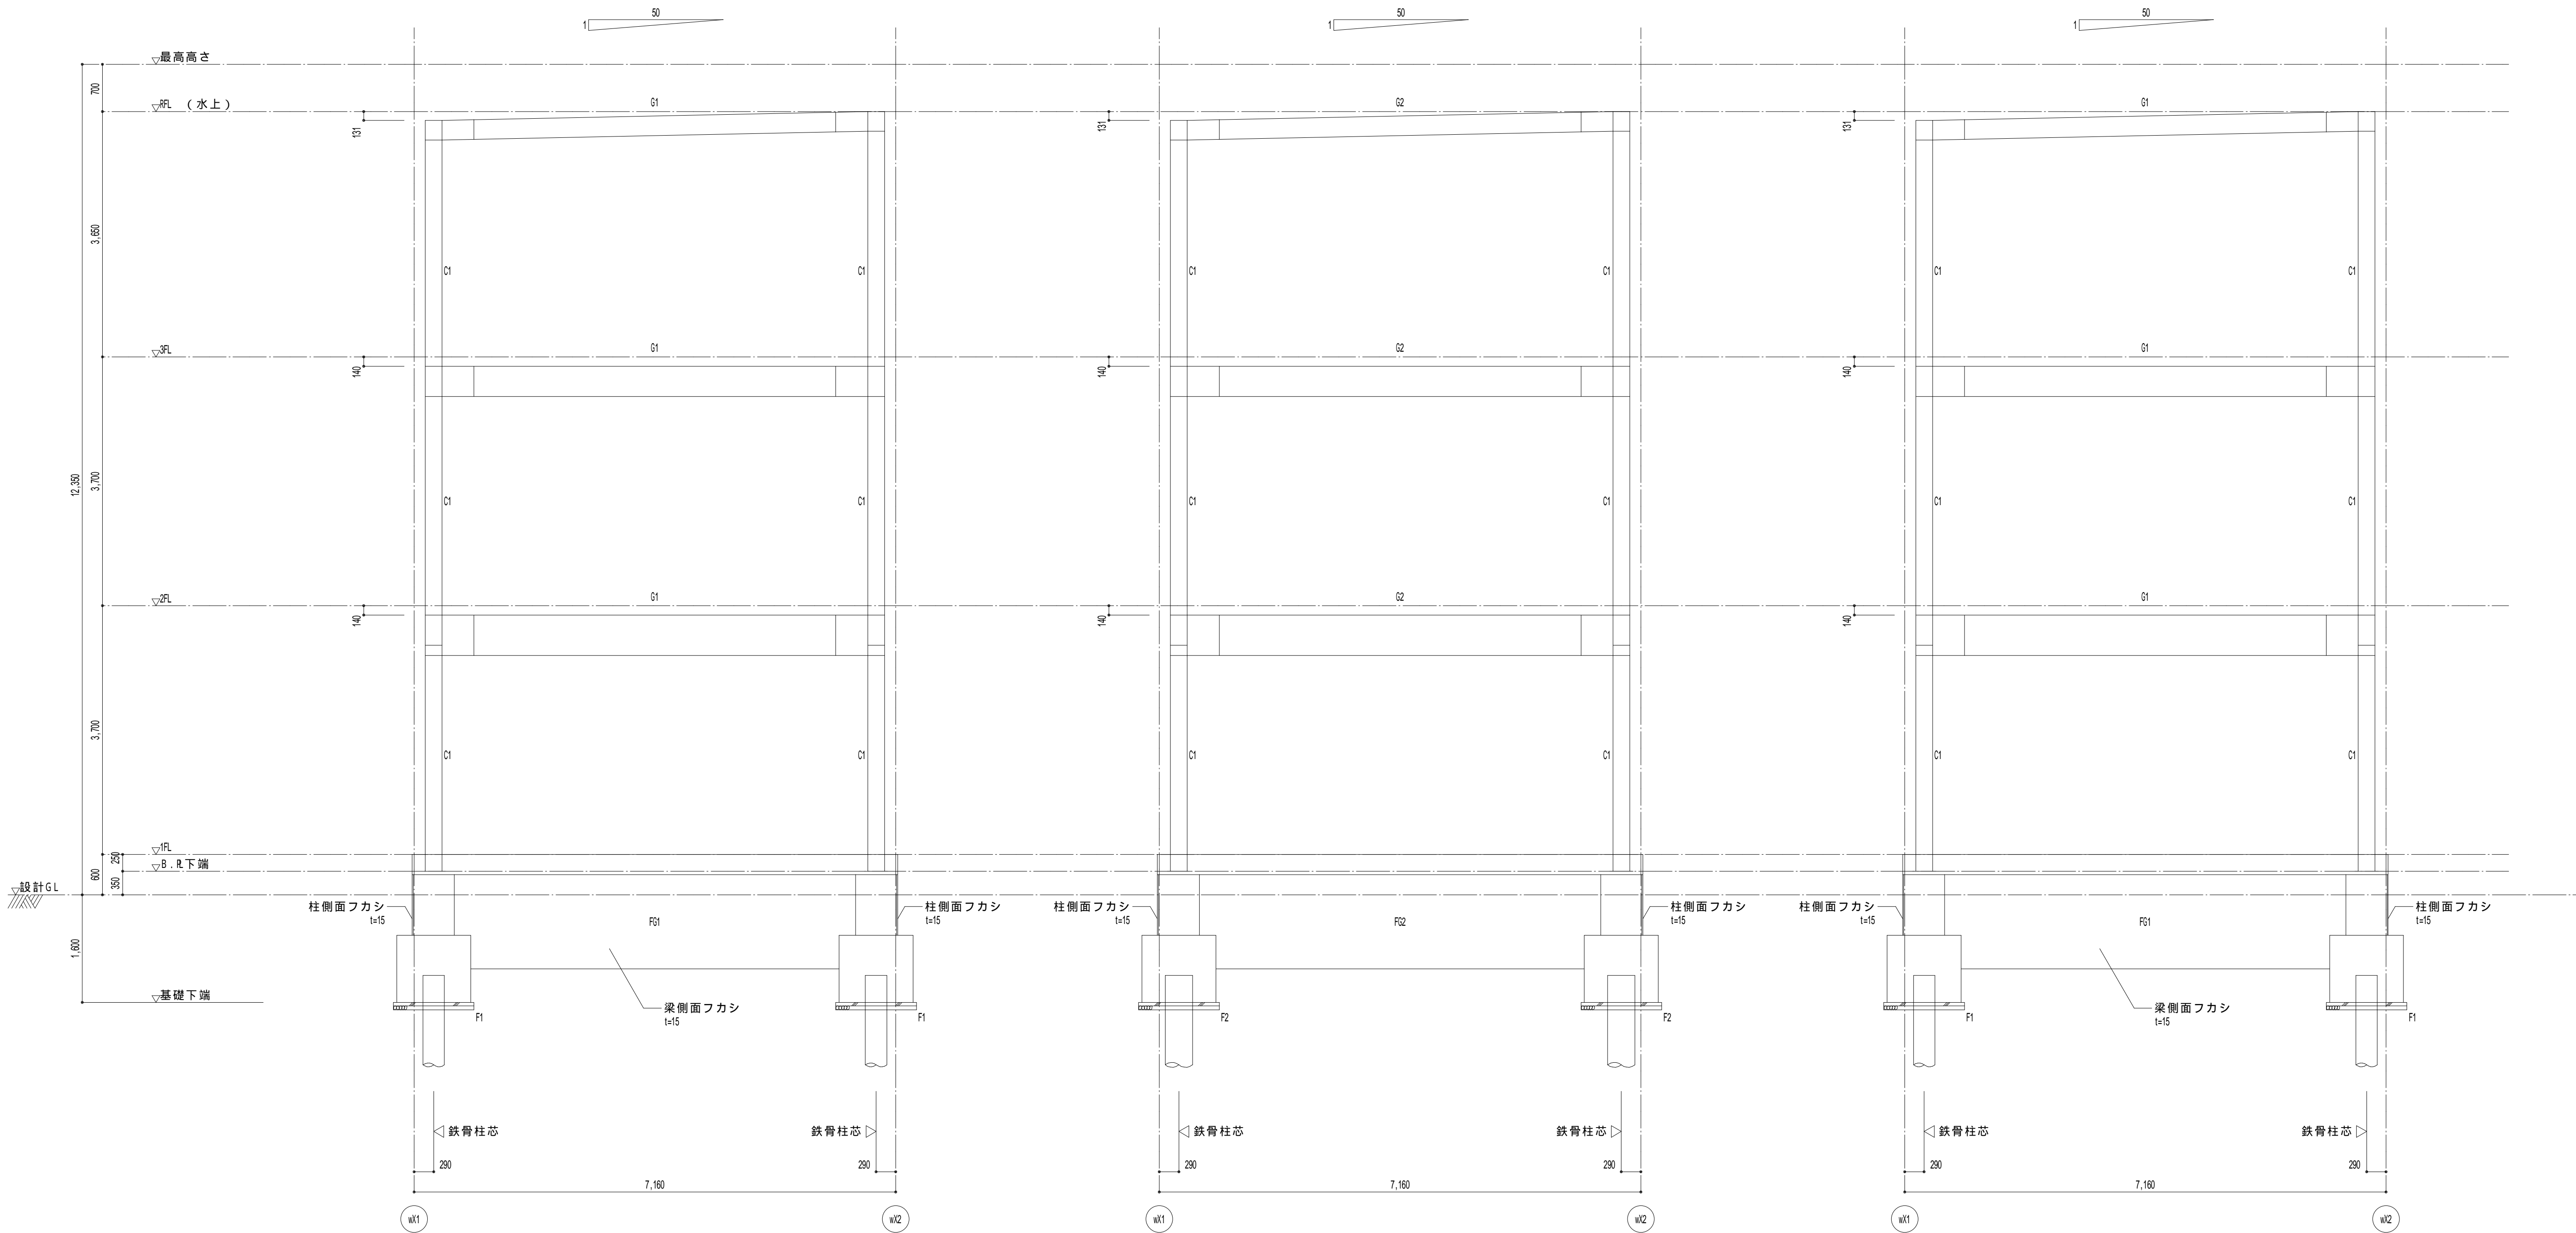 50
1
50
1
50
1
最高高さ
700
RFL （水上）
G1
G2
G1
131
131
131
3,650
C1
C1
C1
C1
C1
C1
3FL
G1
G2
G1
140
140
140
12,350
3,700
C1
C1
C1
C1
C1
C1
2FL
G1
G2
G1
140
140
140
3,700
C1
C1
C1
C1
C1
C1
1FL
250
B.PL下端
600
350
設計GL
柱側面フカシ
t=15
FG1
柱側面フカシ
t=15
柱側面フカシ
t=15
FG2
柱側面フカシ
t=15
柱側面フカシ
t=15
FG1
柱側面フカシ
t=15
1,600
基礎下端
F1
梁側面フカシ
t=15
F1
F2
F2
F1
梁側面フカシ
t=15
F1
鉄骨柱芯
鉄骨柱芯
鉄骨柱芯
鉄骨柱芯
鉄骨柱芯
鉄骨柱芯
290
290
290
290
290
290
7,160
7,160
7,160
wX1
wX2
wX1
wX2
wX1
wX2